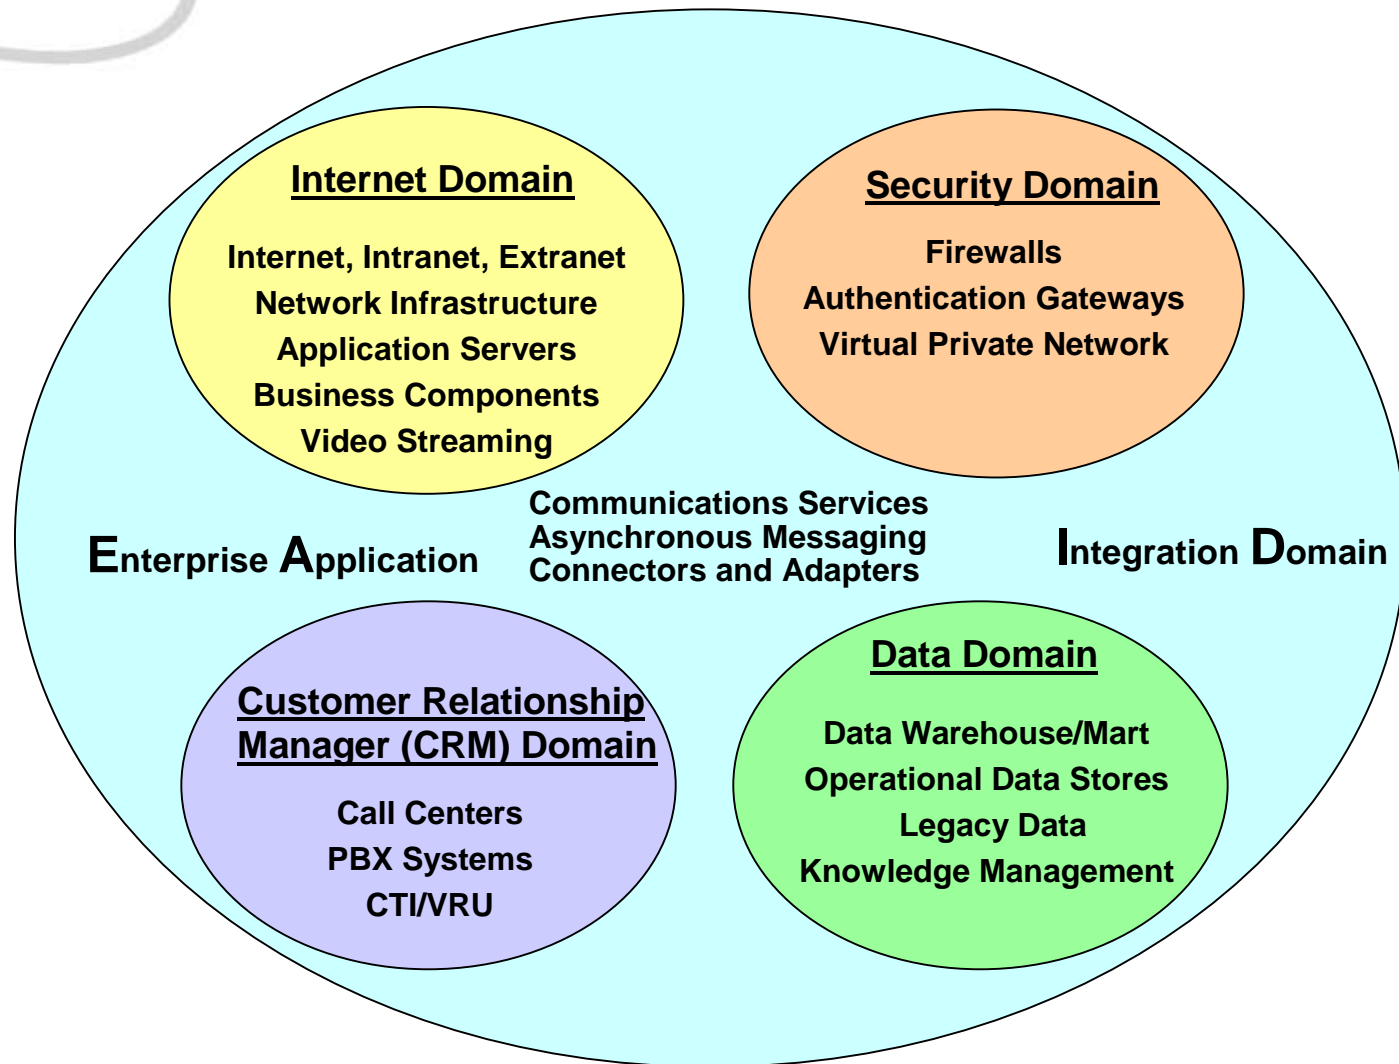 Internet Domain
Internet, Intranet, Extranet
Network Infrastructure
Application Servers
Business Components
Video Streaming
Security Domain
Firewalls
Authentication Gateways
Virtual Private Network
Enterprise Application
Communications Services
Asynchronous Messaging
Connectors and Adapters
Integration Domain
Customer Relationship
Manager (CRM) Domain
Call Centers
PBX Systems
CTI/VRU
Data Domain
Data Warehouse/Mart
Operational Data Stores
Legacy Data
Knowledge Management